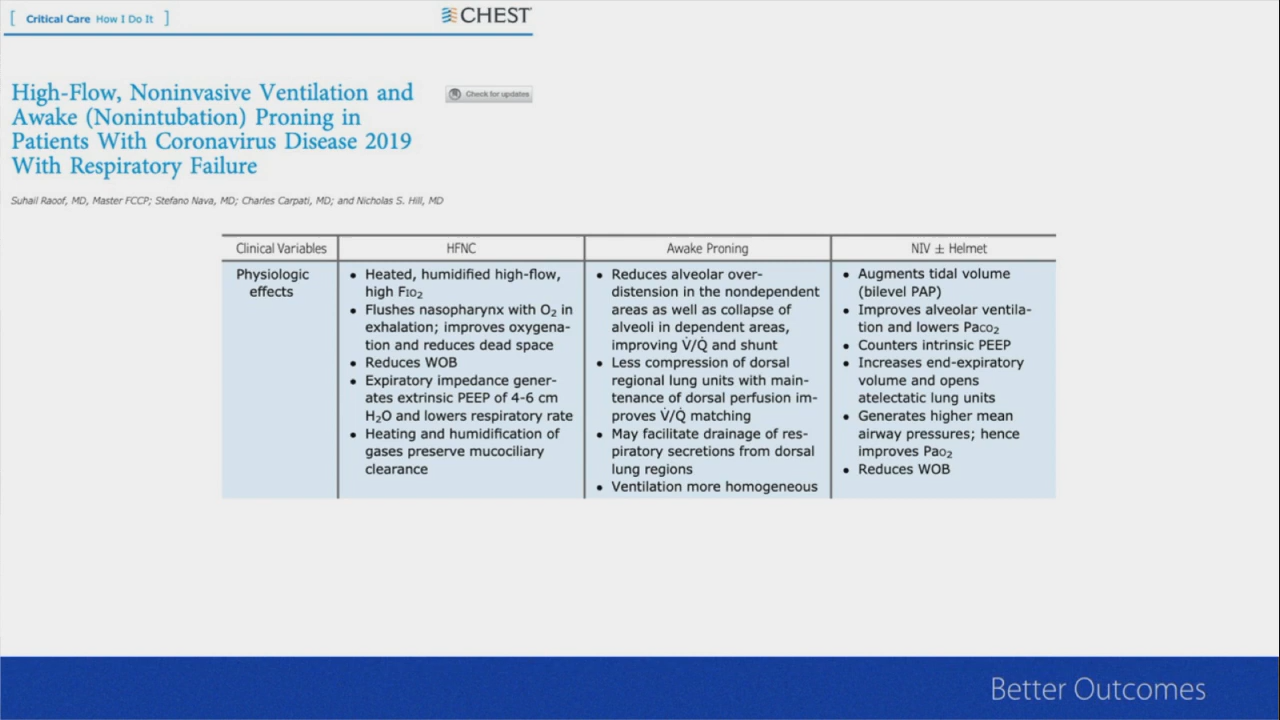 [ Critical Care How I Do It ]
CHEST
High-Flow, Noninvasive Ventilation and
Awake (Nonintubation) Proning in
Patients With Coronavirus Disease 2019
With Respiratory Failure
Check for updates
Suhail Raoof, MD, Master FCCP; Stefano Nava, MD; Charles Carpati, MD; and Nicholas S. Hill, MD
Clinical Variables
HFNC
Awake Proning
NIV ± Helmet
Physiologic
effects
• Heated, humidified high-flow,
high FIO2
• Flushes nasopharynx with O2 in
exhalation; improves oxygena-
tion and reduces dead space
• Reduces WOB
• Expiratory impedance gener-
ates extrinsic PEEP of 4-6 cm
H2O and lowers respiratory rate
• Heating and humidification of
gases preserve mucociliary
clearance
• Reduces alveolar over-
distension in the nondependent
areas as well as collapse of
alveoli in dependent areas,
improving V̇/Q̇ and shunt
• Less compression of dorsal
regional lung units with main-
tenance of dorsal perfusion im-
proves V̇/Q̇ matching
• May facilitate drainage of res-
piratory secretions from dorsal
lung regions
• Ventilation more homogeneous
• Augments tidal volume
(bilevel PAP)
• Improves alveolar ventila-
tion and lowers PaCO2
• Counters intrinsic PEEP
• Increases end-expiratory
volume and opens
atelectatic lung units
• Generates higher mean
airway pressures; hence
improves PaO2
• Reduces WOB
Better Outcomes